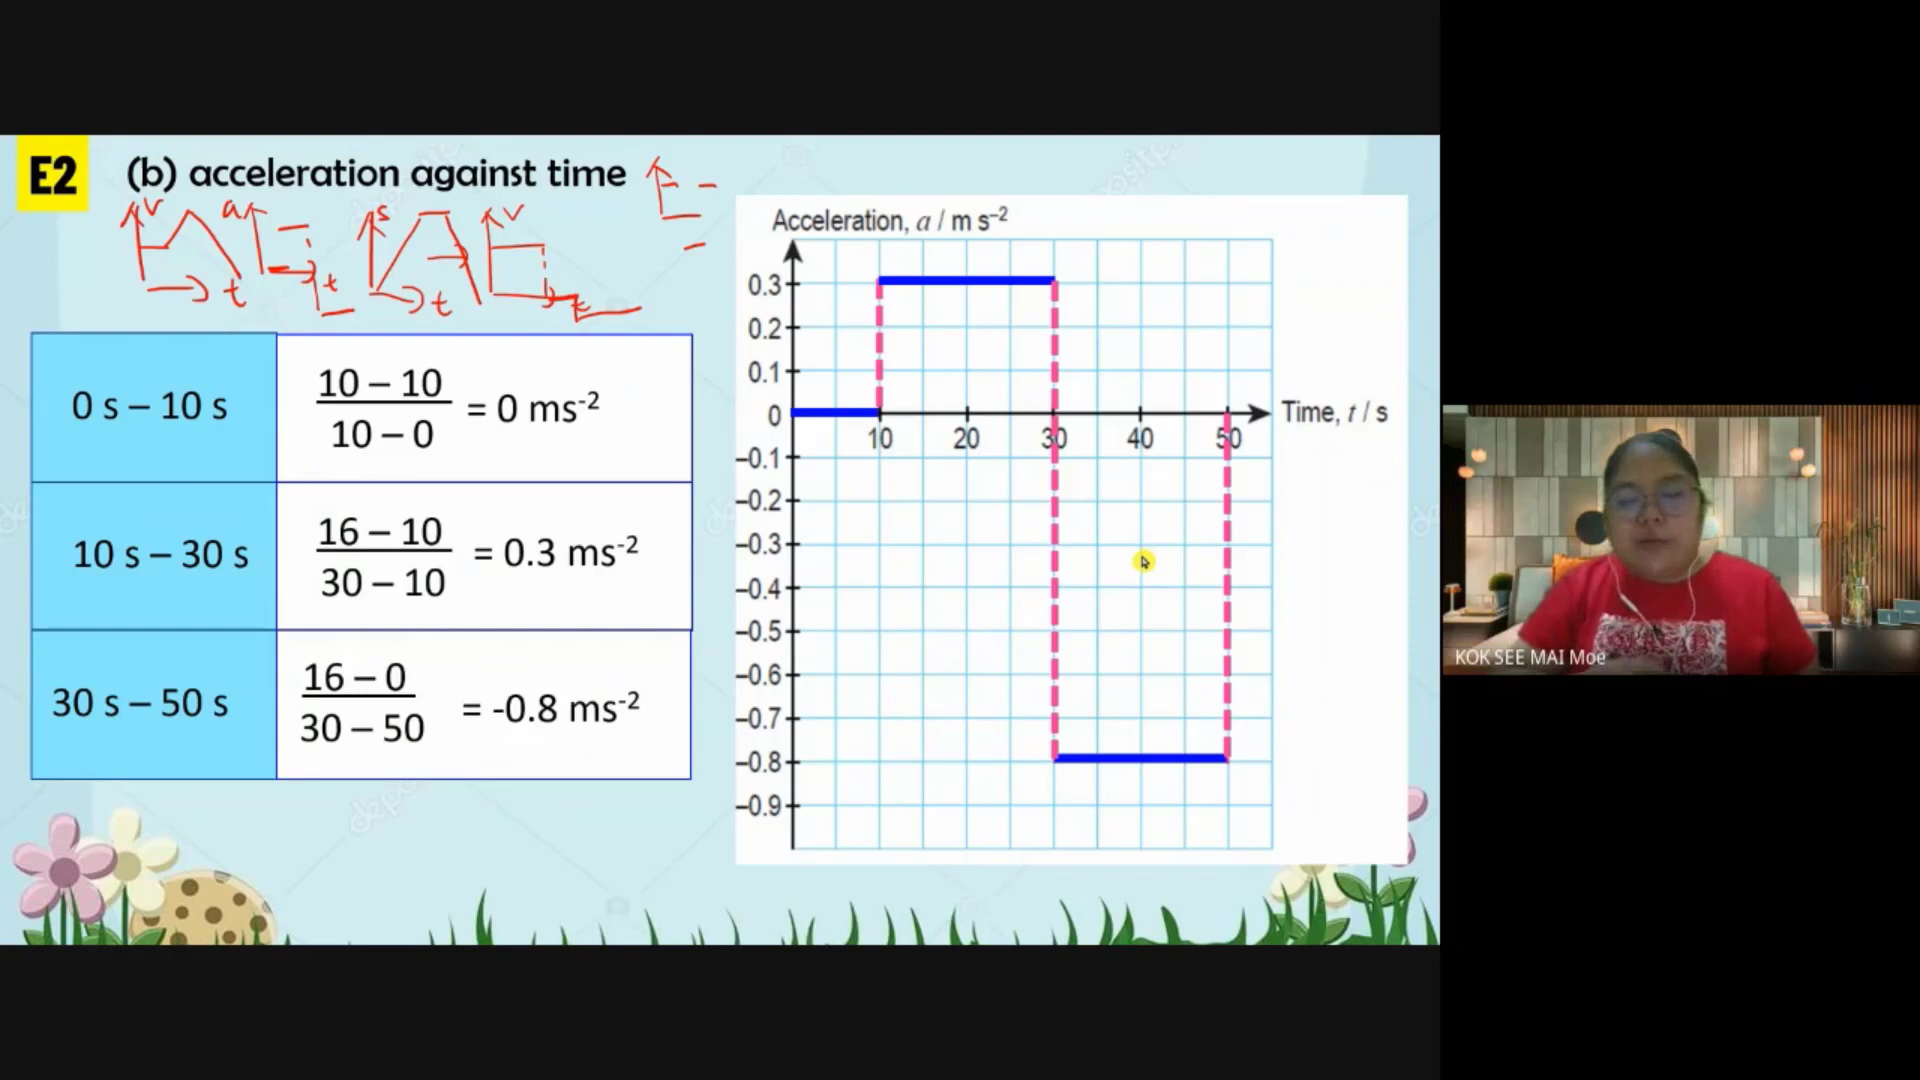 E2
(b) acceleration against time
v
a
s
v
t
t
t
t
0 s – 10 s
10 – 10
10 – 0
= 0 ms-2
10 s – 30 s
16 – 10
30 – 10
= 0.3 ms-2
30 s – 50 s
16 – 0
30 – 50
= -0.8 ms-2
Acceleration, a / m s–2
0.3
0.2
0.1
0
10 20 30 40 50
Time, t / s
–0.1
–0.2
–0.3
–0.4
–0.5
–0.6
–0.7
–0.8
–0.9
KOK SEE MAI Moe